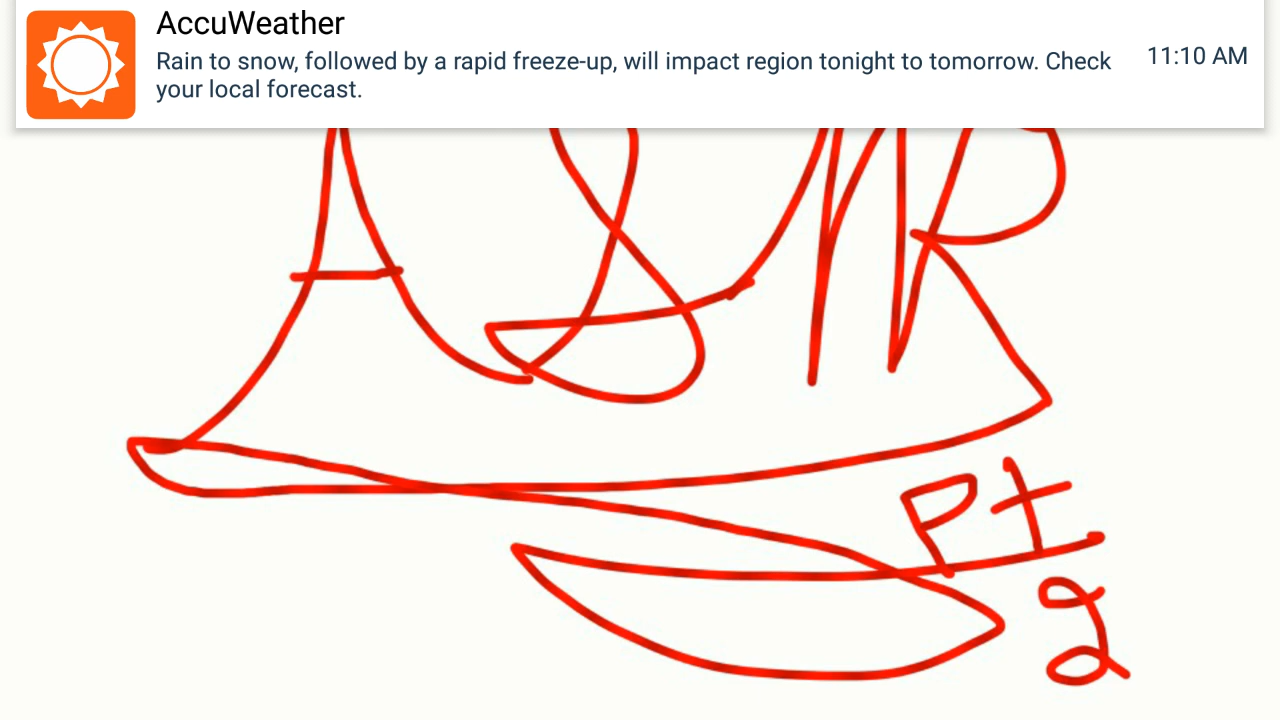 AccuWeather
11:10 AM
Rain to snow, followed by a rapid freeze-up, will impact region tonight to tomorrow. Check
your local forecast.
ASMR
Pt
2